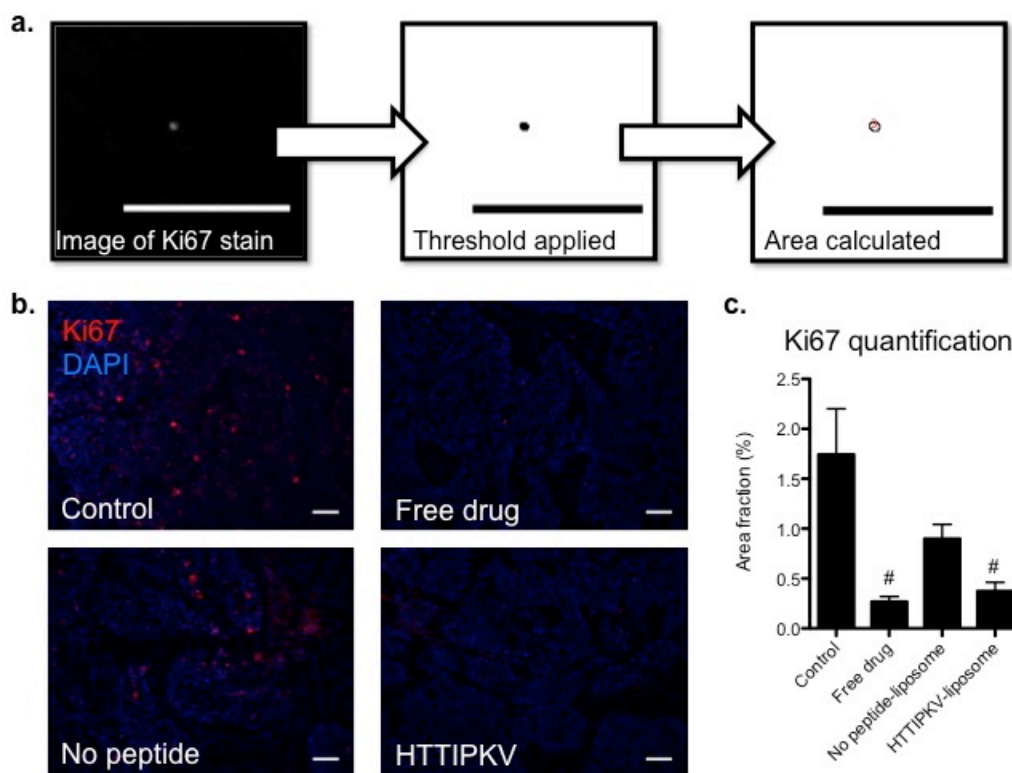 a.
Image of Ki67 stain
Threshold applied
Area calculated
b.
Ki67
DAPI
Control
Free drug
No peptide
HTTIPKV
c.
Ki67 quantification
Area fraction (%)
2.5
2.0
1.5
1.0
0.5
0.0
#
#
Control
Free drug
No peptide-liposome
HTTIPKV-liposome